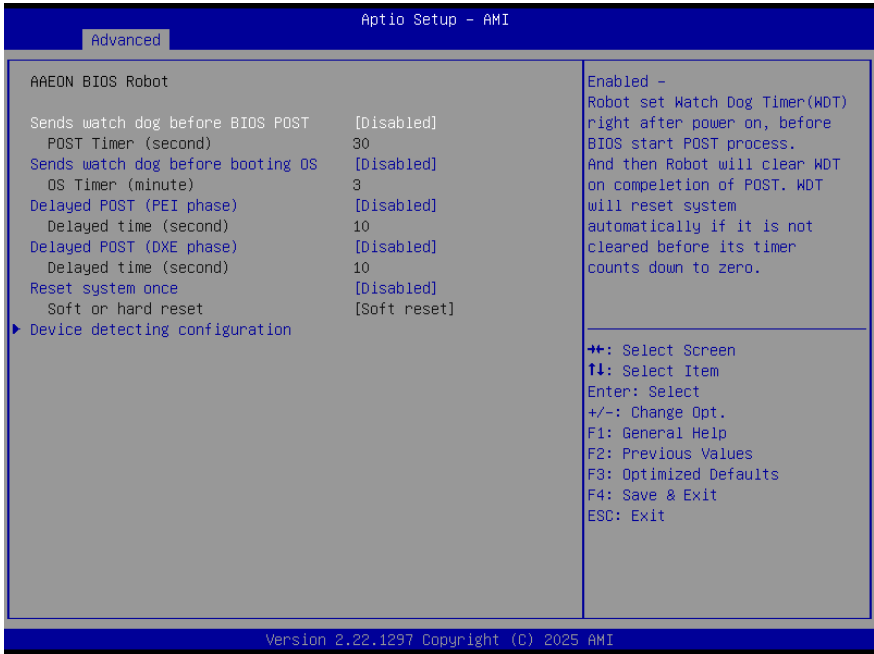 Aptio Setup – AMI
Advanced
AAEON BIOS Robot
Sends watch dog before BIOS POST [Disabled]
POST Timer (second) 30
Sends watch dog before booting OS [Disabled]
OS Timer (minute) 3
Delayed POST (PEI phase) [Disabled]
Delayed time (second) 10
Delayed POST (DXE phase) [Disabled]
Delayed time (second) 10
Reset system once [Disabled]
Soft or hard reset [Soft reset]
Device detecting configuration
Enabled –
Robot set Watch Dog Timer(WDT)
right after power on, before
BIOS start POST process.
And then Robot will clear WDT
on compeletion of POST. WDT
will reset system
automatically if it is not
cleared before its timer
counts down to zero.
→←: Select Screen
↑↓: Select Item
Enter: Select
+/-: Change Opt.
F1: General Help
F2: Previous Values
F3: Optimized Defaults
F4: Save & Exit
ESC: Exit
Version 2.22.1297 Copyright (C) 2025 AMI